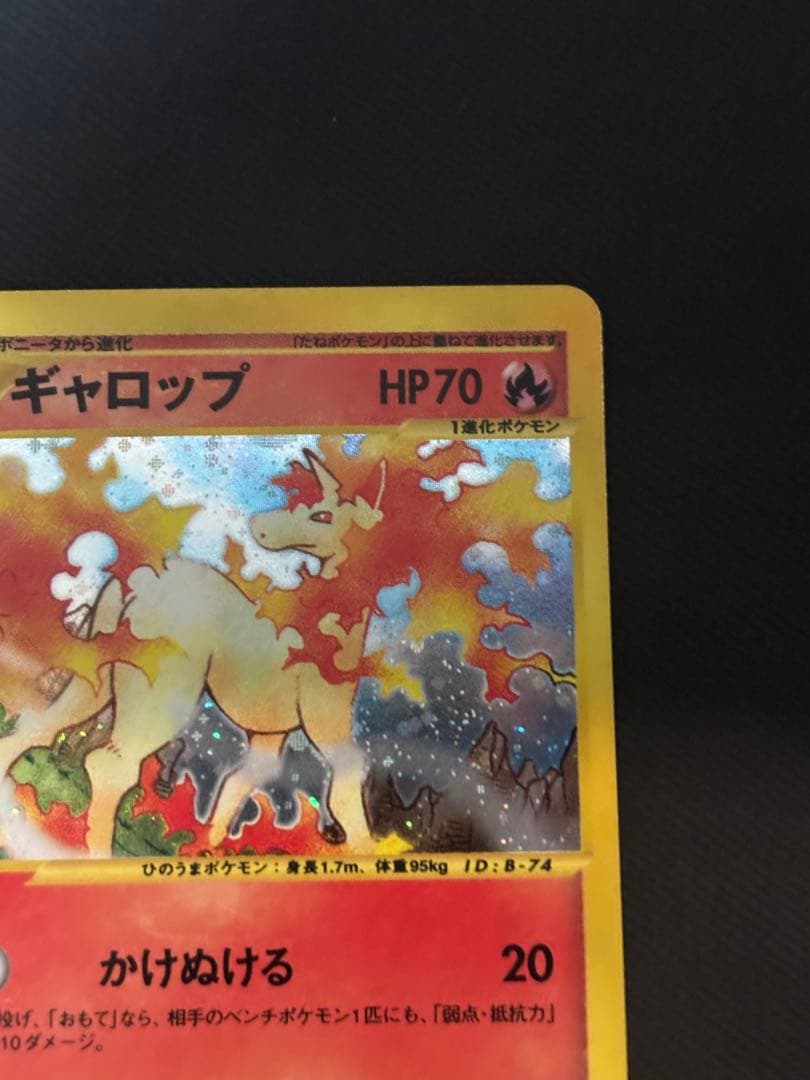 ポニータから進化
「たねポケモン」の上に重ねて進化させます。
ギャロップ
HP70
1進化ポケモン
ひのうまポケモン：身長1.7m、体重95kg ID：B-74
かけぬける 20
投げ、「おもて」なら、相手のベンチポケモン1匹にも、「弱点・抵抗力」
10ダメージ。